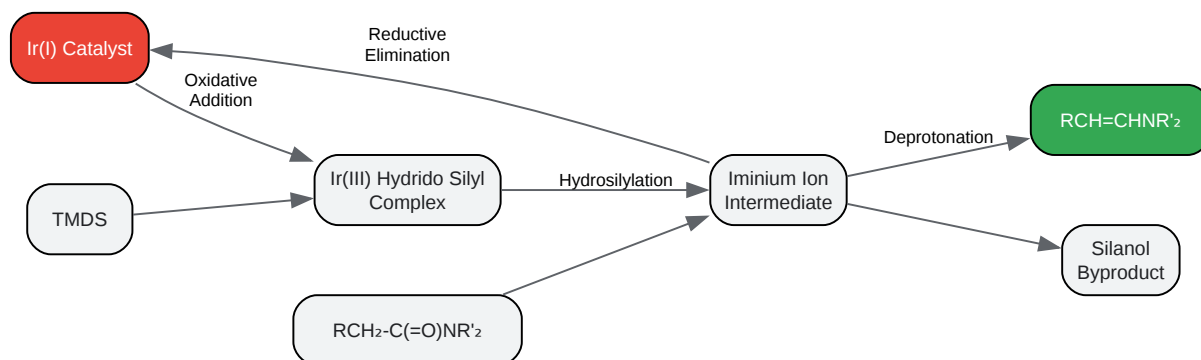 Ir(I) Catalyst
Reductive
Elimination
Oxidative
Addition
RCH=CHNR'₂
Deprotonation
Ir(III) Hydrido Silyl
Complex
Hydrosilylation
Iminium Ion
Intermediate
TMDS
Silanol
Byproduct
RCH₂-C(=O)NR'₂